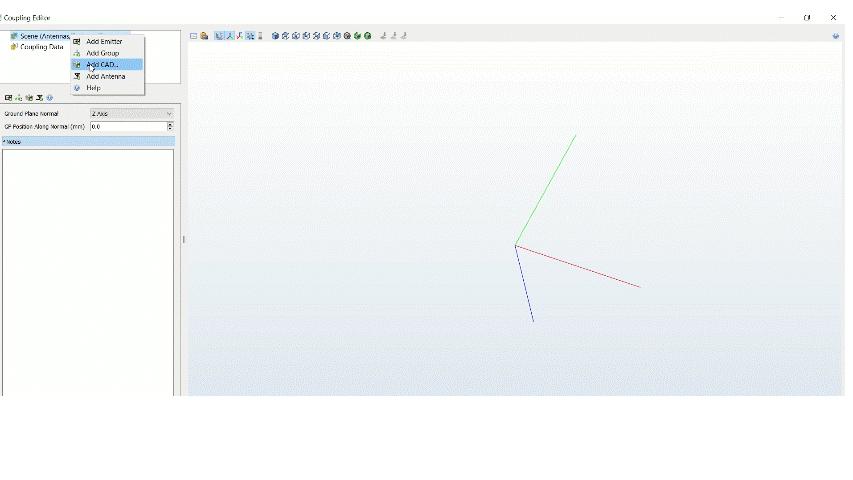 Coupling Editor
Scene (Antennas,
Coupling Data
Add Emitter
Add Group
Add CAD...
Add Antenna
Help
Ground Plane Normal
Z Axis
GP Position Along Normal (mm)
0.0
Notes